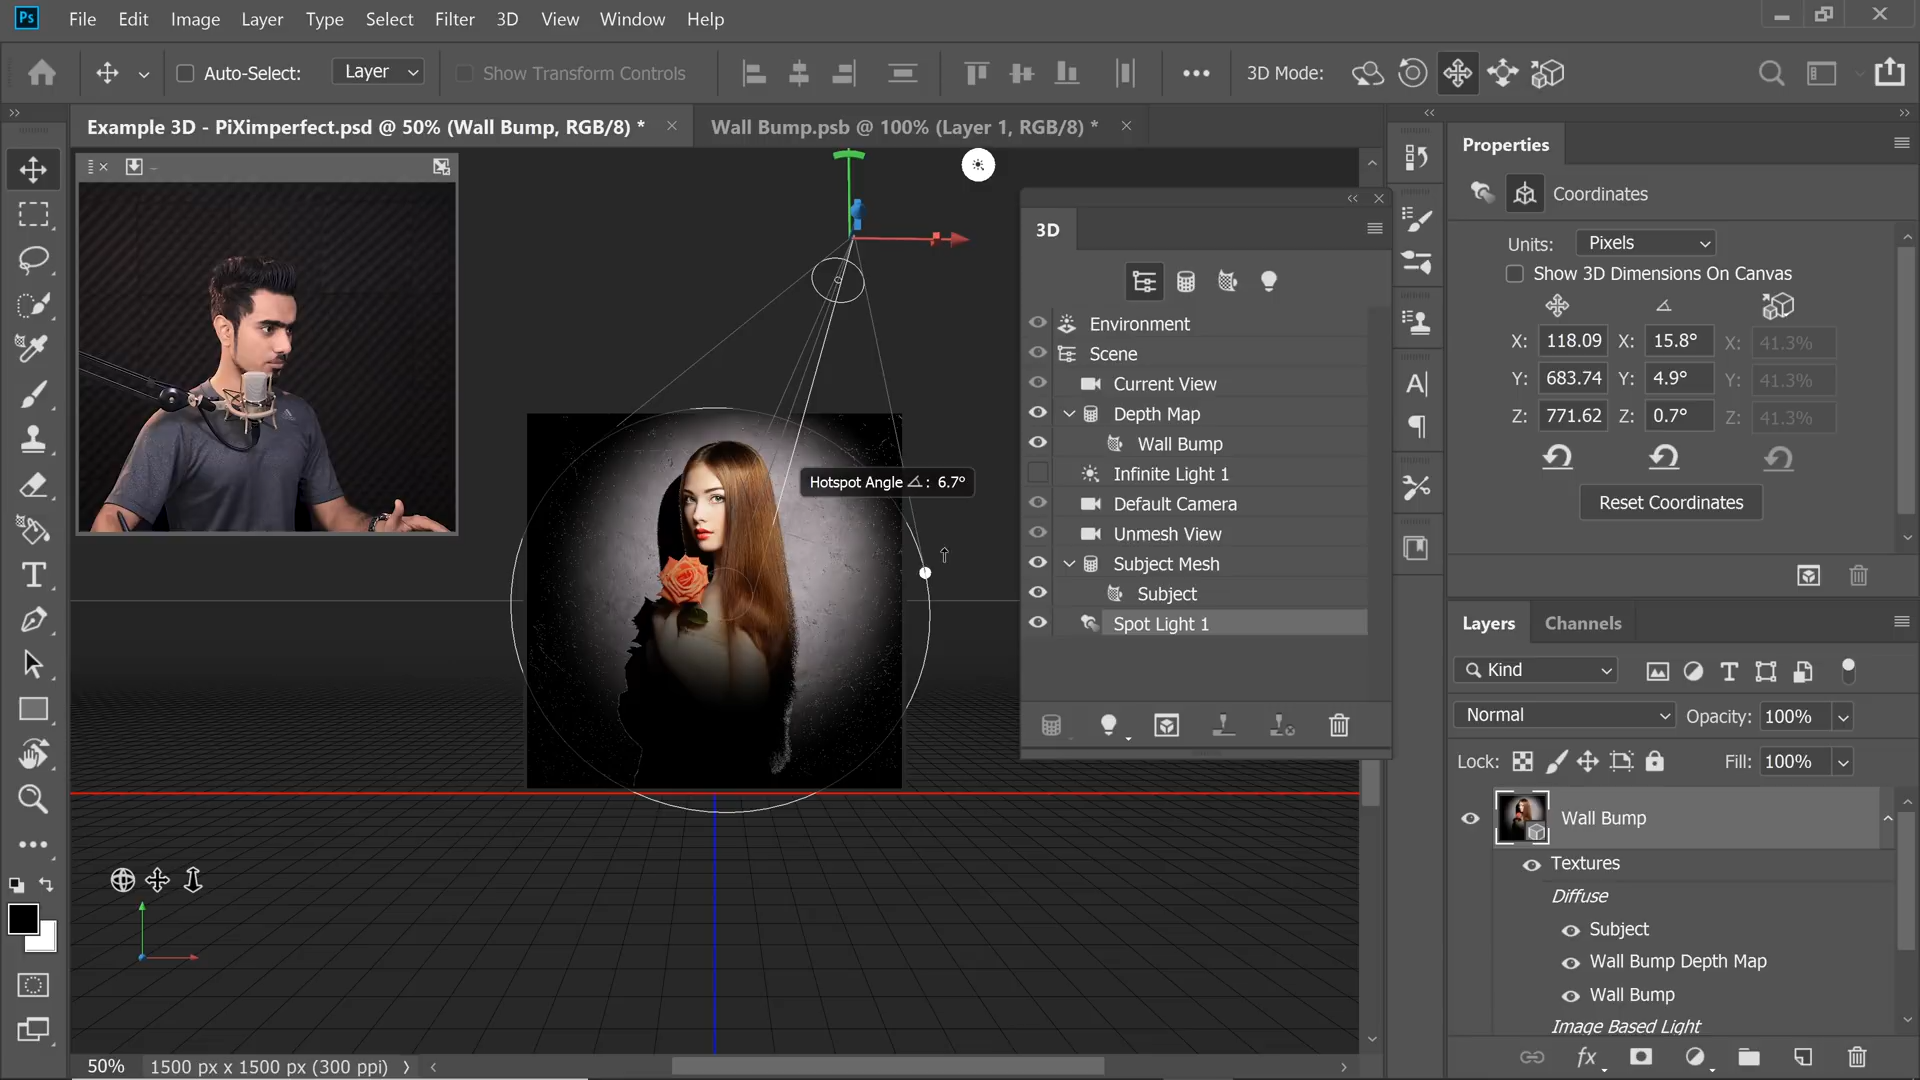 Ps File Edit Image Layer Type Select Filter 3D View Window Help
Auto-Select: Layer Show Transform Controls 3D Mode:
Example 3D - PiXimperfect.psd @ 50% (Wall Bump, RGB/8) *
Wall Bump.psb @ 100% (Layer 1, RGB/8) *
Hotspot Angle : 6.7°
3D
Environment
Scene
Current View
Depth Map
Wall Bump
Infinite Light 1
Default Camera
Unmesh View
Subject Mesh
Subject
Spot Light 1
Properties
Coordinates
Units: Pixels
Show 3D Dimensions On Canvas
X: 118.09 X: 15.8° X: 41.3%
Y: 683.74 Y: 4.9° Y: 41.3%
Z: 771.62 Z: 0.7° Z: 41.3%
Reset Coordinates
Layers Channels
Kind
Normal Opacity: 100%
Lock: Fill: 100%
Wall Bump
Textures
Diffuse
Subject
Wall Bump Depth Map
Wall Bump
Image Based Light
fx
50% 1500 px x 1500 px (300 ppi)